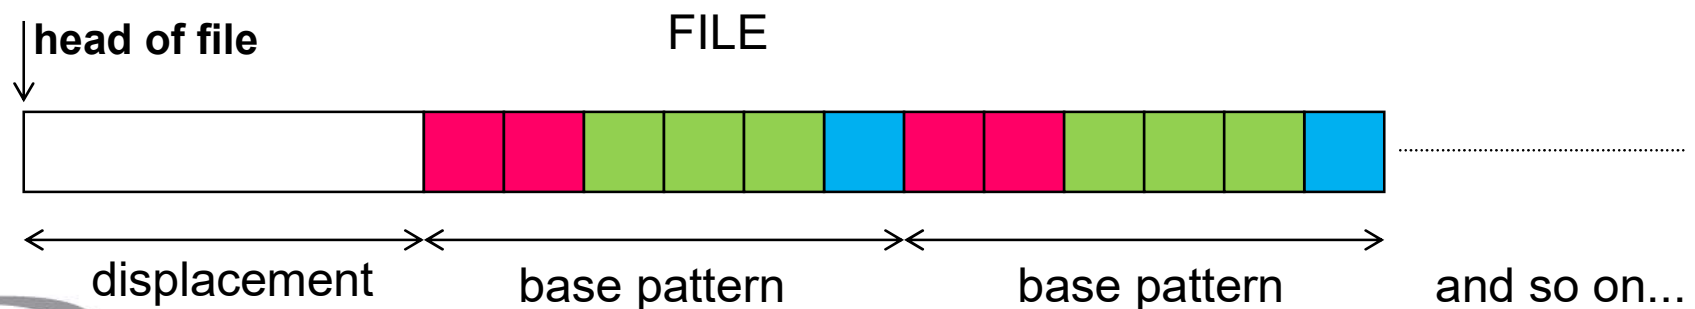 head of file
FILE
displacement
base pattern
base pattern
and so on...